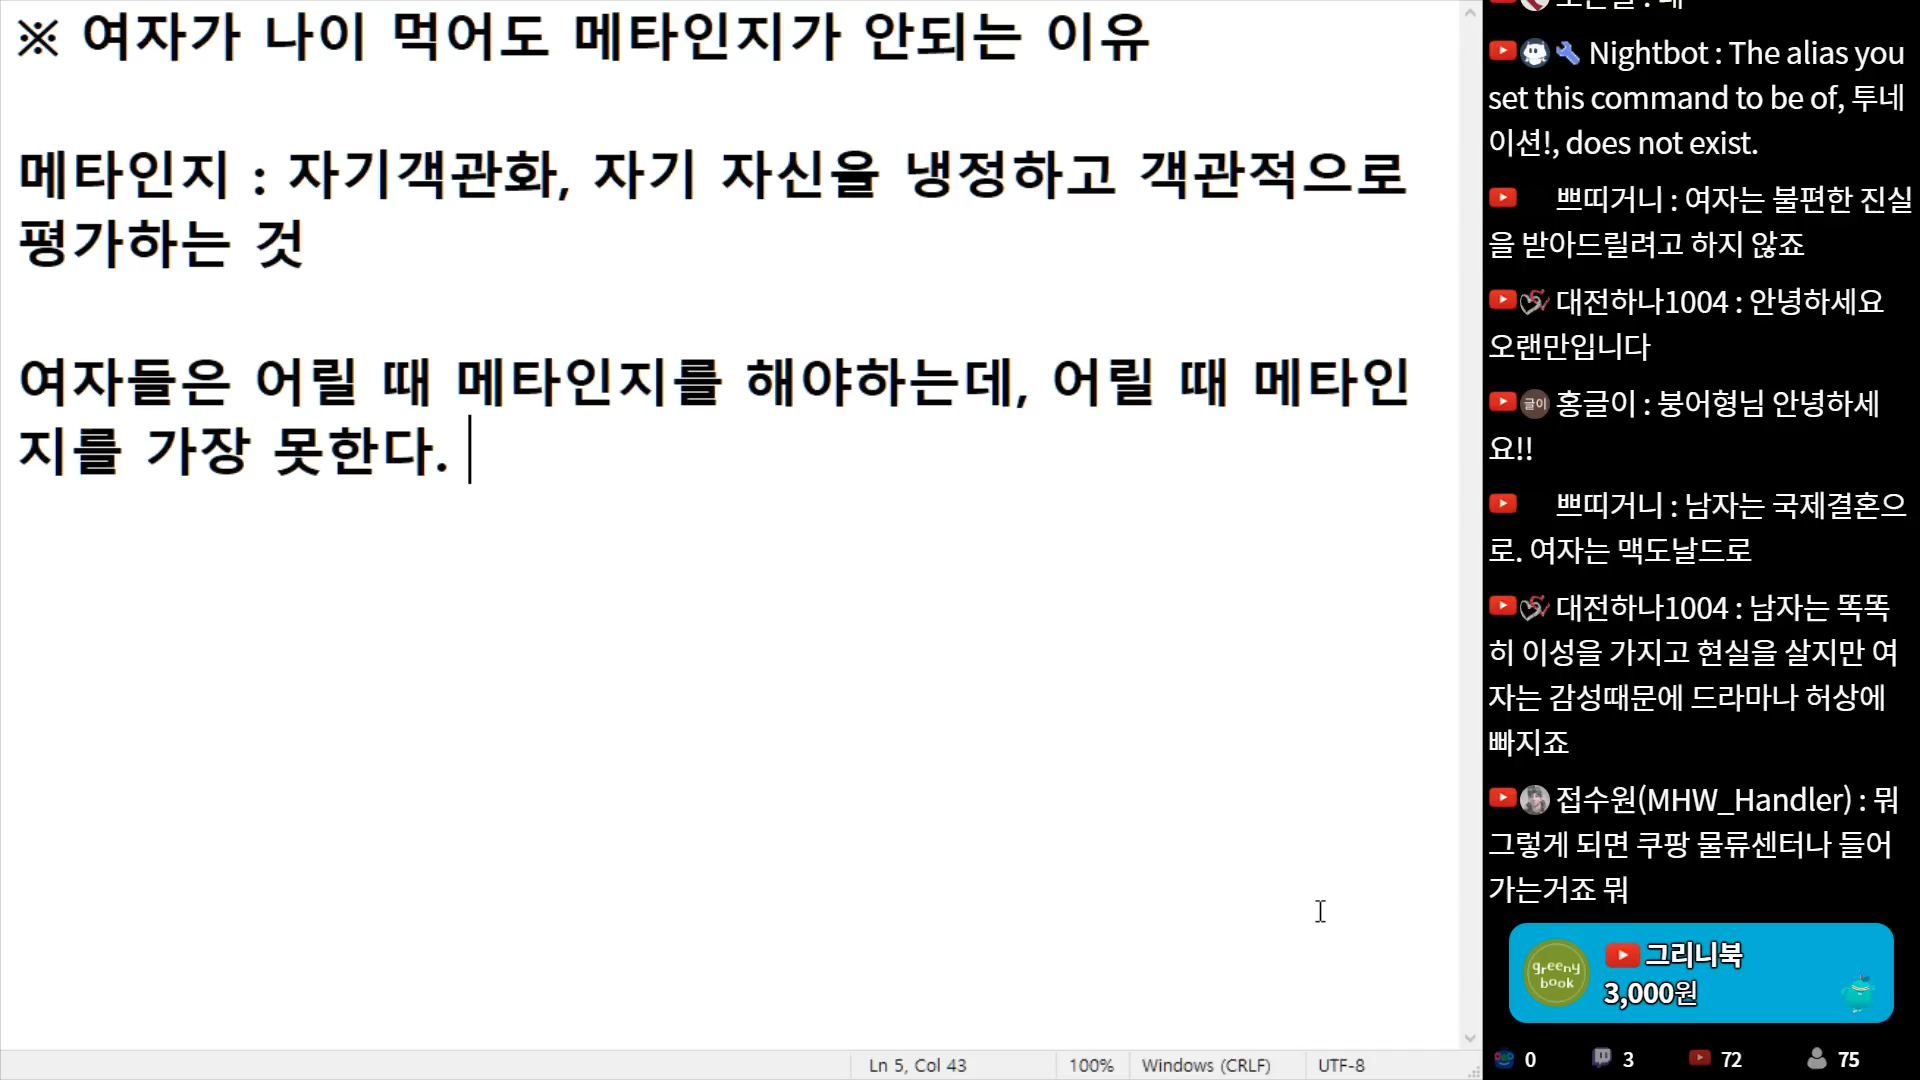 ※ 여자가 나이 먹어도 메타인지가 안되는 이유
메타인지 : 자기객관화, 자기 자신을 냉정하고 객관적으로
평가하는 것
여자들은 어릴 때 메타인지를 해야하는데, 어릴 때 메타인
지를 가장 못한다.
Ln 5, Col 43
100%
Windows (CRLF)
UTF-8
Nightbot : The alias you
set this command to be of, 투네
이션!, does not exist.
쁘띠거니 : 여자는 불편한 진실
을 받아드릴려고 하지 않죠
대전하나1004 : 안녕하세요
오랜만입니다
글이 홍글이 : 붕어형님 안녕하세
요!!
쁘띠거니 : 남자는 국제결혼으
로. 여자는 맥도날드로
대전하나1004 : 남자는 똑똑
히 이성을 가지고 현실을 살지만 여
자는 감성때문에 드라마나 허상에
빠지죠
접수원(MHW_Handler) : 뭐
그렇게 되면 쿠팡 물류센터나 들어
가는거죠 뭐
greeny
book
그리니북
3,000원
0
3
72
75